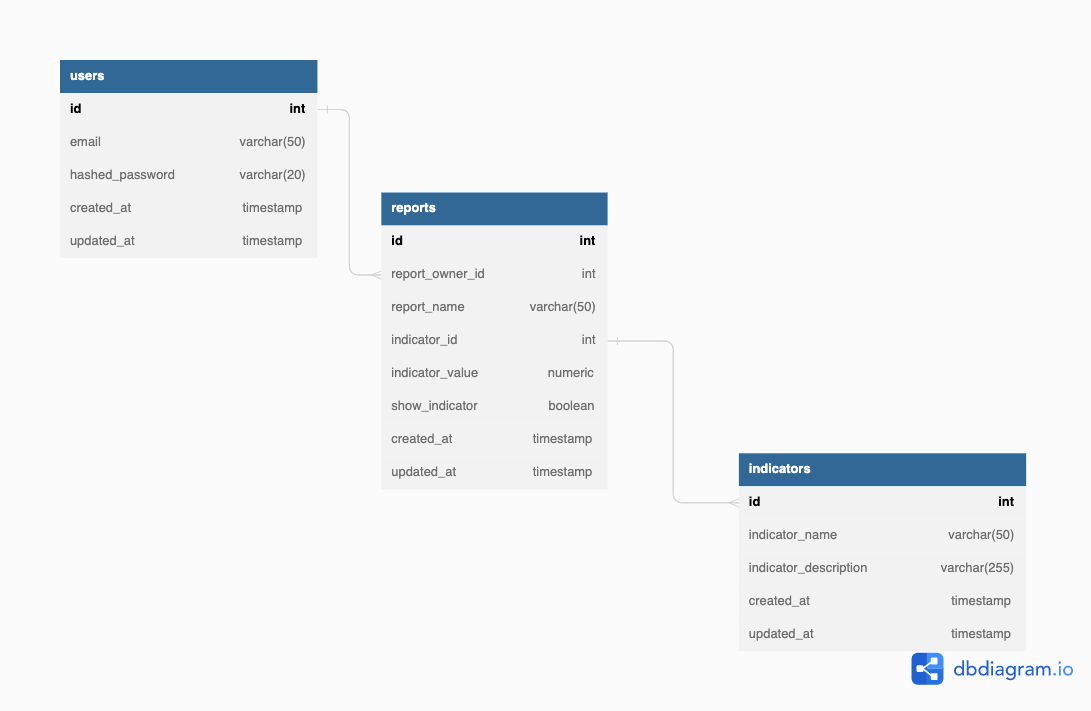 users
id int
email varchar(50)
hashed_password varchar(20)
created_at timestamp
updated_at timestamp
reports
id int
report_owner_id int
report_name varchar(50)
indicator_id int
indicator_value numeric
show_indicator boolean
created_at timestamp
updated_at timestamp
indicators
id int
indicator_name varchar(50)
indicator_description varchar(255)
created_at timestamp
updated_at timestamp
dbdiagram.io